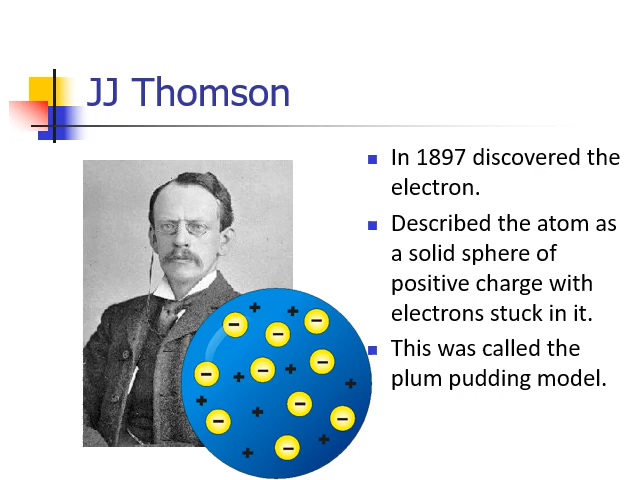 JJ Thomson
In 1897 discovered the
electron.
Described the atom as
a solid sphere of
positive charge with
electrons stuck in it.
This was called the
plum pudding model.